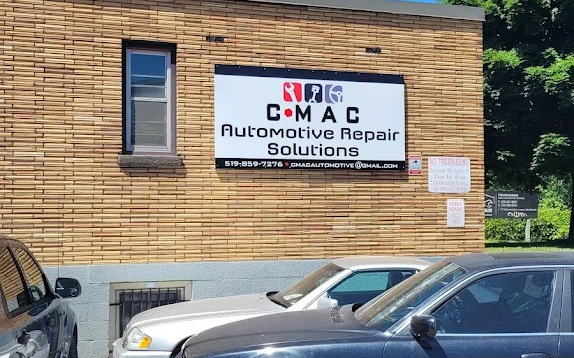 C•MAC
Automotive Repair
Solutions
519-859-7276 • CMACAUTOMOTIVE@GMAIL.COM
NO TRESPASSING